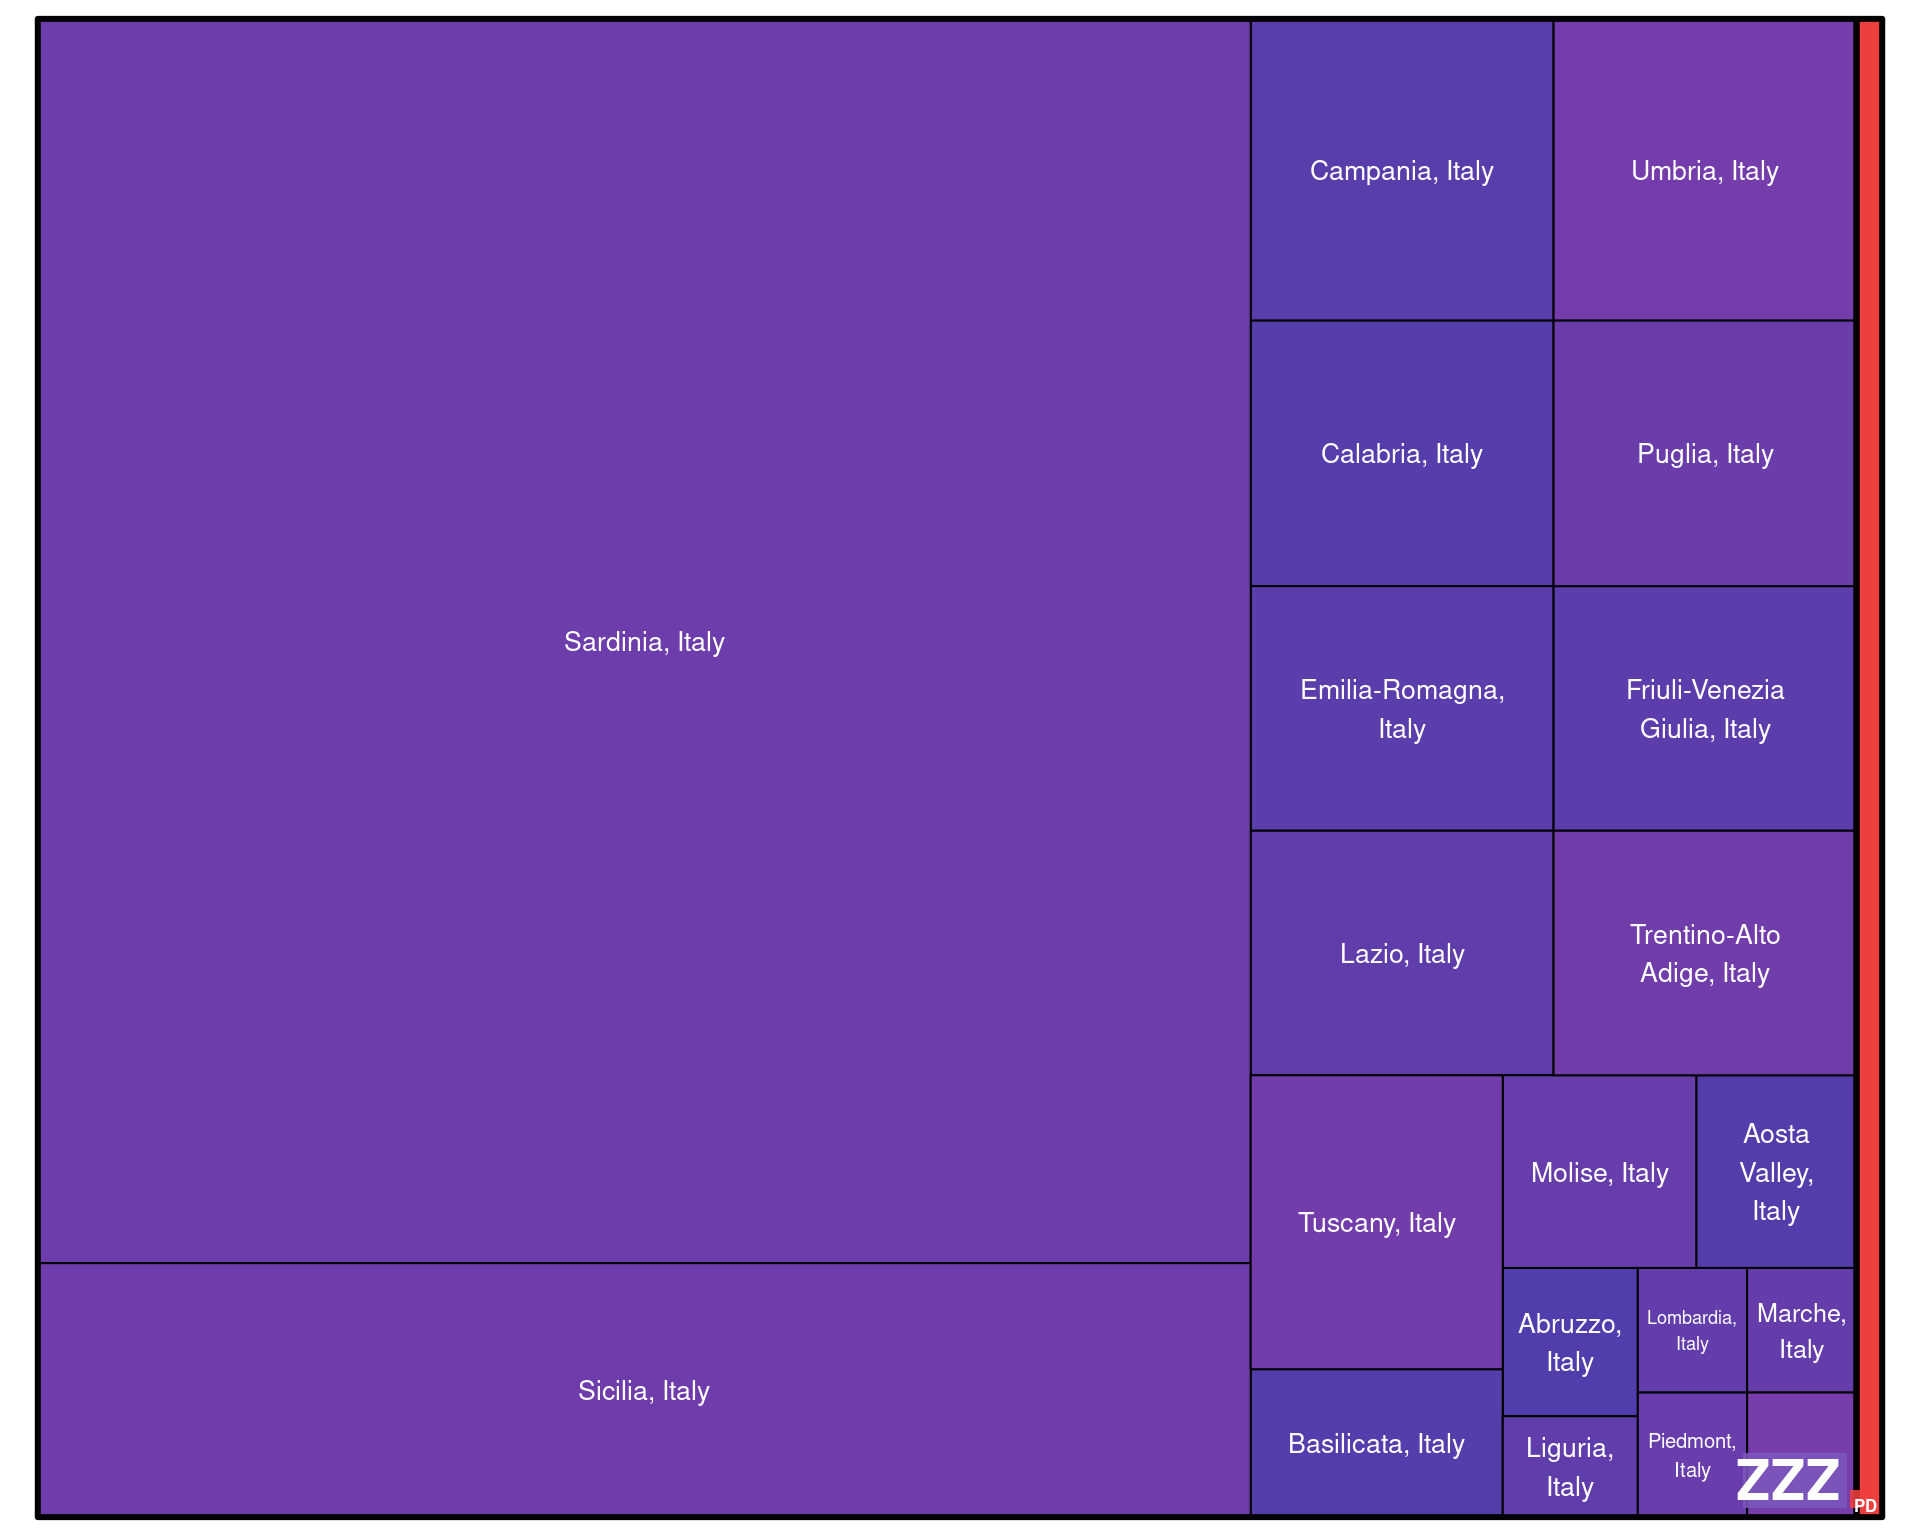 Sardinia, Italy
Sicilia, Italy
Campania, Italy
Umbria, Italy
Calabria, Italy
Puglia, Italy
Emilia-Romagna,
Italy
Friuli-Venezia
Giulia, Italy
Lazio, Italy
Trentino-Alto
Adige, Italy
Tuscany, Italy
Molise, Italy
Aosta
Valley,
Italy
Basilicata, Italy
Abruzzo,
Italy
Lombardia,
Italy
Marche,
Italy
Liguria,
Italy
Piedmont,
Italy
ZZZ
PD